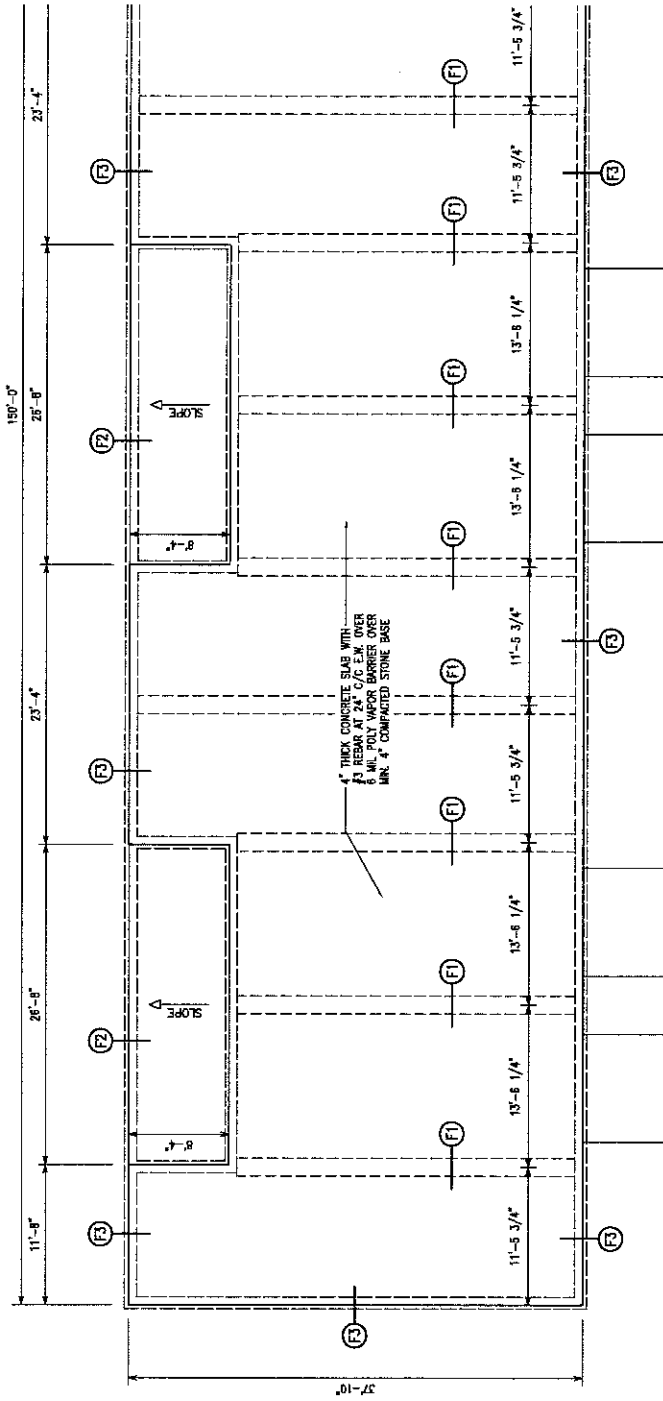 150'-0"
11'-8"
26'-8"
23'-4"
26'-8"
23'-4"
F3
F2
F3
F2
F3
8'-4"
SLOPE
8'-4"
SLOPE
37'-10"
F3
4" THICK CONCRETE SLAB WITH
#3 REBAR AT 24" C/C E.W. OVER
6 MIL POLY VAPOR BARRIER OVER
MIN. 4" COMPACTED STONE BASE
F1
F1
F1
F1
F1
F1
F1
F1
11'-5 3/4"
13'-6 1/4"
13'-6 1/4"
11'-5 3/4"
11'-5 3/4"
13'-6 1/4"
13'-6 1/4"
11'-5 3/4"
11'-5 3/4"
F3
F3
F3